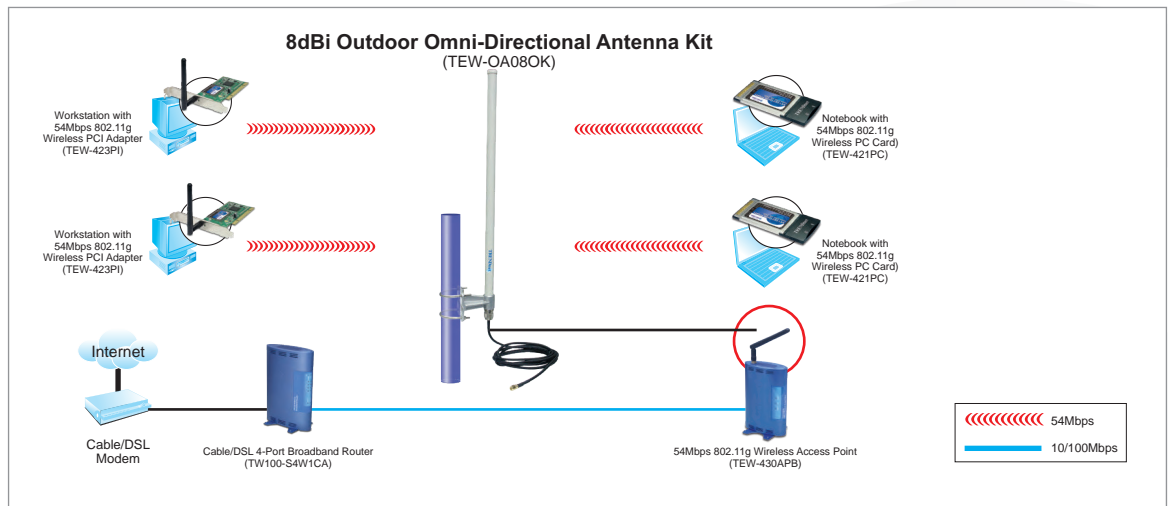 8dBi Outdoor Omni-Directional Antenna Kit
(TEW-OA08OK)
Workstation with
54Mbps 802.11g
Wireless PCI Adapter
(TEW-423PI)
Notebook with
54Mbps 802.11g
Wireless PC Card)
(TEW-421PC)
Workstation with
54Mbps 802.11g
Wireless PCI Adapter
(TEW-423PI)
Notebook with
54Mbps 802.11g
Wireless PC Card)
(TEW-421PC)
Internet
Cable/DSL
Modem
Cable/DSL 4-Port Broadband Router
(TW100-S4W1CA)
54Mbps 802.11g Wireless Access Point
(TEW-430APB)
54Mbps
10/100Mbps